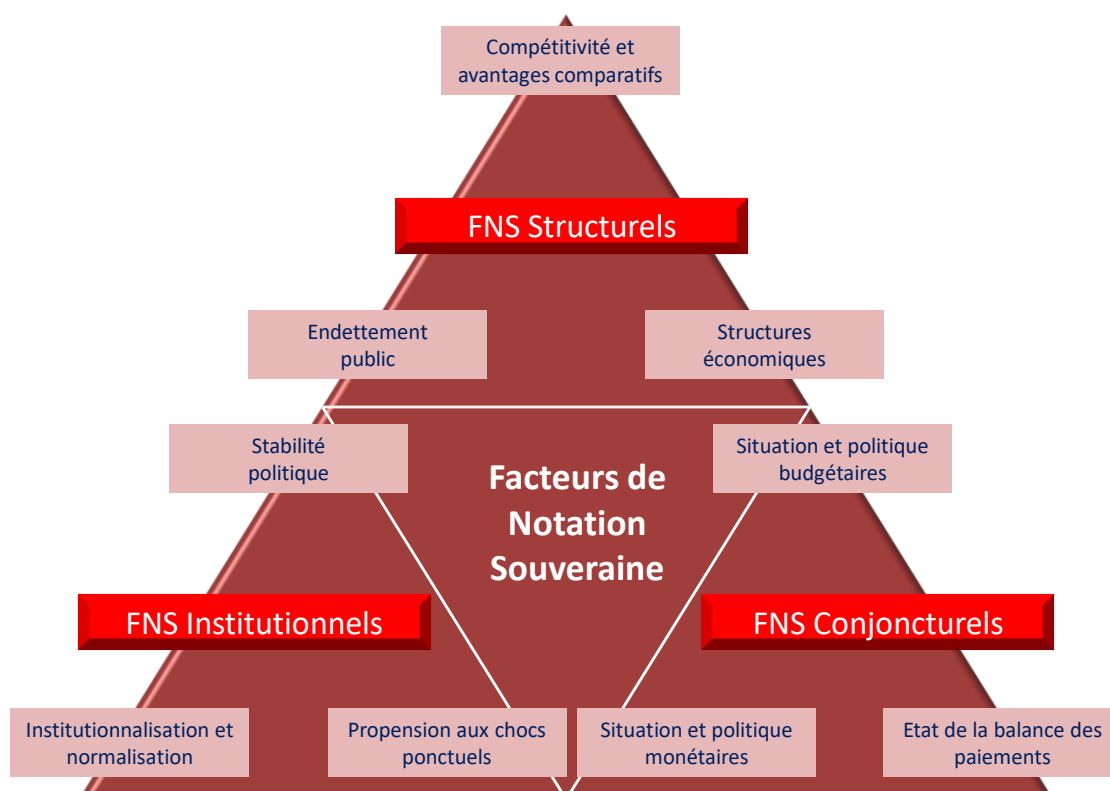 Compétitivité et
avantages comparatifs
FNS Structurels
Endettement
public
Structures
économiques
Stabilité
politique
Situation et politique
budgétaires
Facteurs de
Notation
Souveraine
FNS Institutionnels
FNS Conjoncturels
Institutionnalisation et
normalisation
Propension aux chocs
ponctuels
Situation et politique
monétaires
Etat de la balance des
paiements